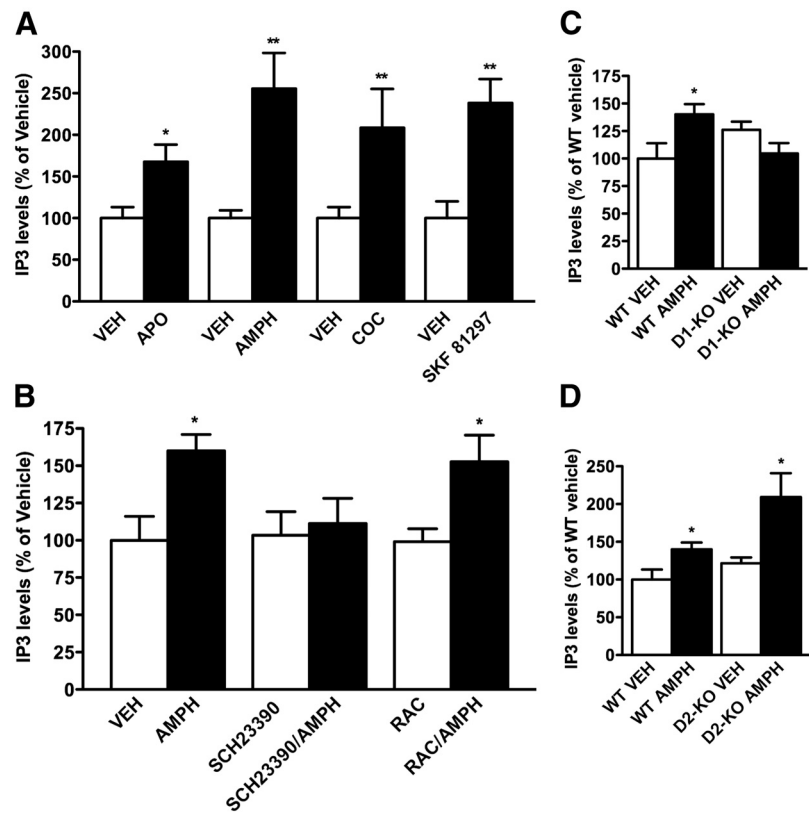 A
IP3 levels (% of Vehicle)
300
250
200
150
100
50
0
*
**
**
**
VEH
APO
VEH
AMPH
VEH
COC
VEH
SKF 81297
B
IP3 levels (% of Vehicle)
175
150
125
100
75
50
25
0
*
*
VEH
AMPH
SCH23390
SCH23390/AMPH
RAC
RAC/AMPH
C
IP3 levels (% of WT vehicle)
175
150
125
100
75
50
25
0
*
WT VEH
WT AMPH
D1-KO VEH
D1-KO AMPH
D
IP3 levels (% of WT vehicle)
250
200
150
100
50
0
*
*
WT VEH
WT AMPH
D2-KO VEH
D2-KO AMPH